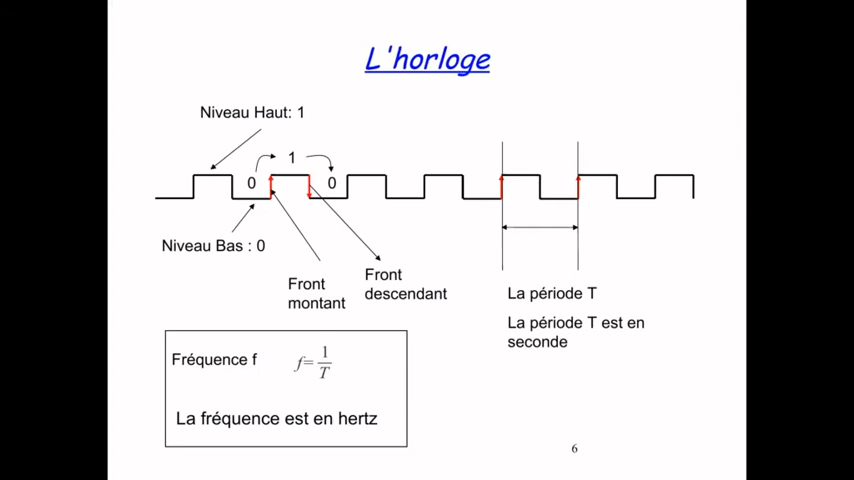 L'horloge
Niveau Haut: 1
1
0
0
Niveau Bas : 0
Front
montant
Front
descendant
La période T
La période T est en
seconde
Fréquence f f=1/T
La fréquence est en hertz
6